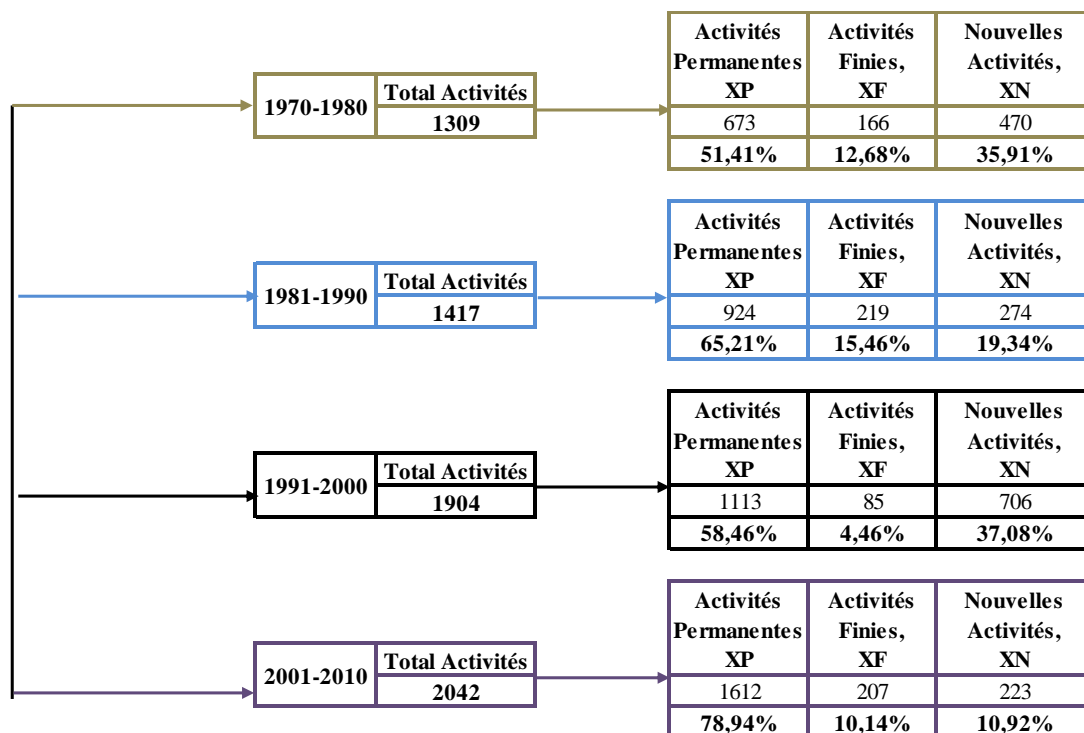 1970-1980
Total Activités
1309
Activités Permanentes XP
Activités Finies, XF
Nouvelles Activités, XN
673
166
470
51,41%
12,68%
35,91%
1981-1990
Total Activités
1417
Activités Permanentes XP
Activités Finies, XF
Nouvelles Activités, XN
924
219
274
65,21%
15,46%
19,34%
1991-2000
Total Activités
1904
Activités Permanentes XP
Activités Finies, XF
Nouvelles Activités, XN
1113
85
706
58,46%
4,46%
37,08%
2001-2010
Total Activités
2042
Activités Permanentes XP
Activités Finies, XF
Nouvelles Activités, XN
1612
207
223
78,94%
10,14%
10,92%